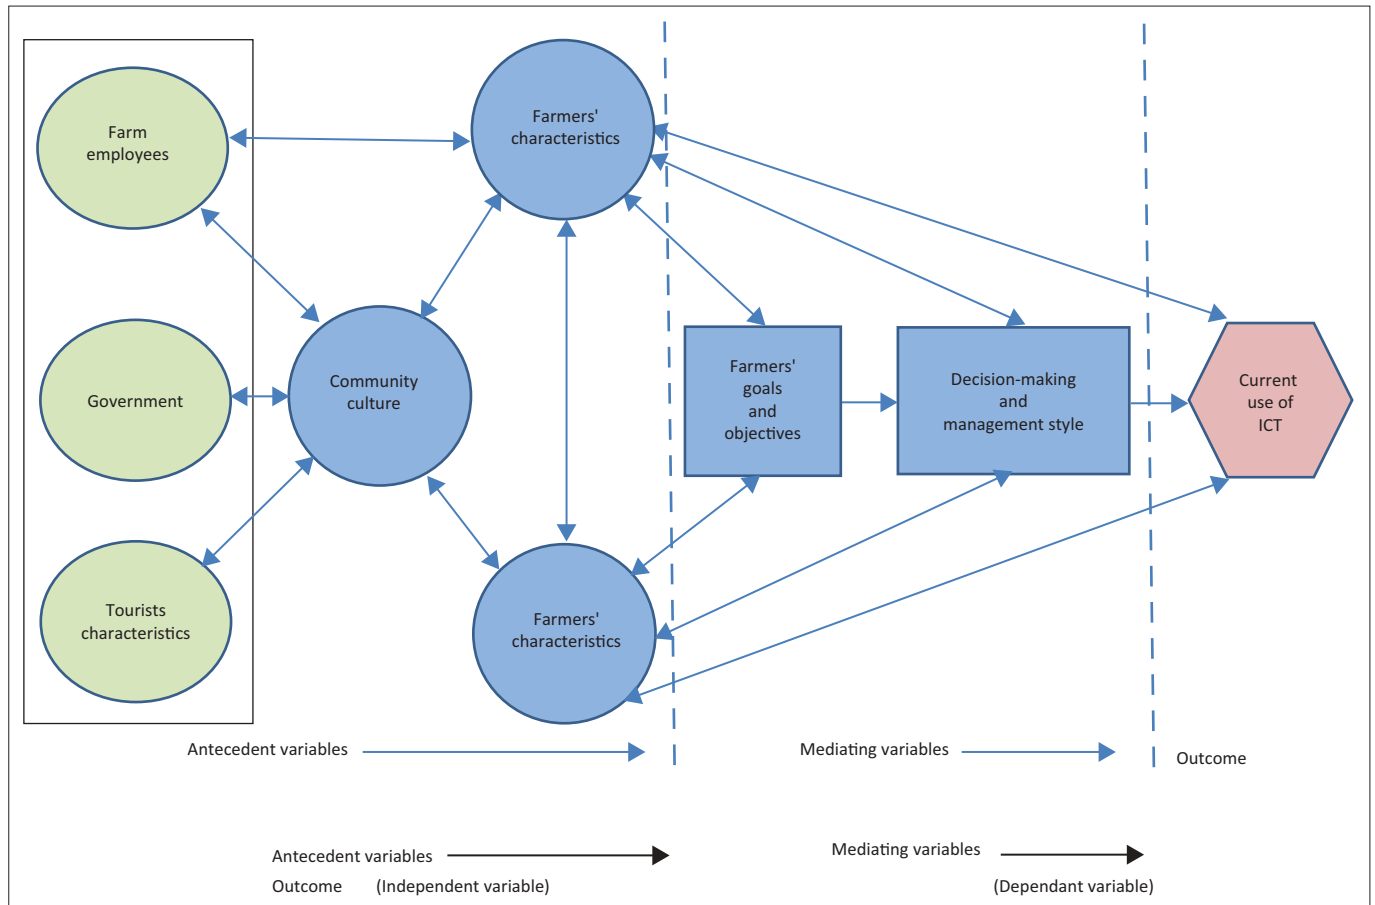 Farm
employees
Farmers'
characteristics
Government
Community
culture
Farmers'
goals
and
objectives
Decision-making
and
management style
Current
use of
ICT
Tourists
characteristics
Farmers'
characteristics
Antecedent variables
Mediating variables
Outcome
Antecedent variables
Mediating variables
Outcome (Independent variable)
(Dependant variable)